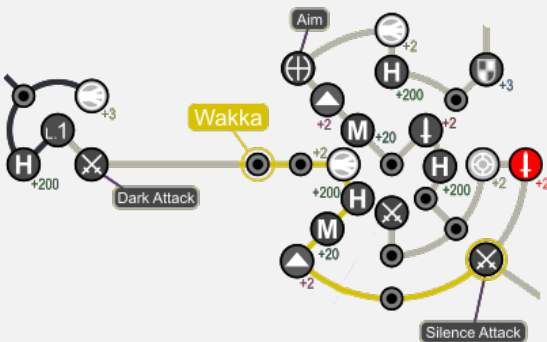 Aim
+2
H
+200
+3
+3
+2
M
+20
+2
L.1
Wakka
H
+200
Dark Attack
+2
+200
H
H
+200
+2
+2
M
+20
+2
Silence Attack